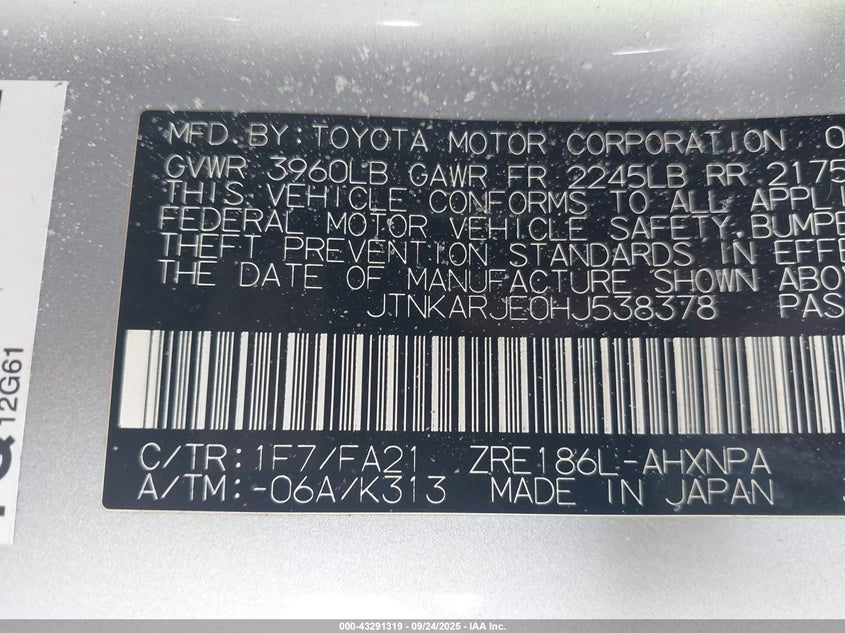 MFD.BY:TOYOTA MOTOR CORPORATION
GVWR 3960LB GAWR FR 2245LB RR 2175
THIS VEHICLE CONFORMS TO ALL APPLI
FEDERAL MOTOR VEHICLE SAFETY,BUMPE
THEFT PREVENTION STANDARDS IN EFFE
THE DATE OF MANUFACTURE SHOWN ABOV
JTNKARJE0HJ538378 PAS
C/TR:1F7/FA21 ZRE186L-AHXNPA
A/TM:-06A/K313 MADE IN JAPAN
12G61
000-43291319 - 09/24/2025 - IAA Inc.